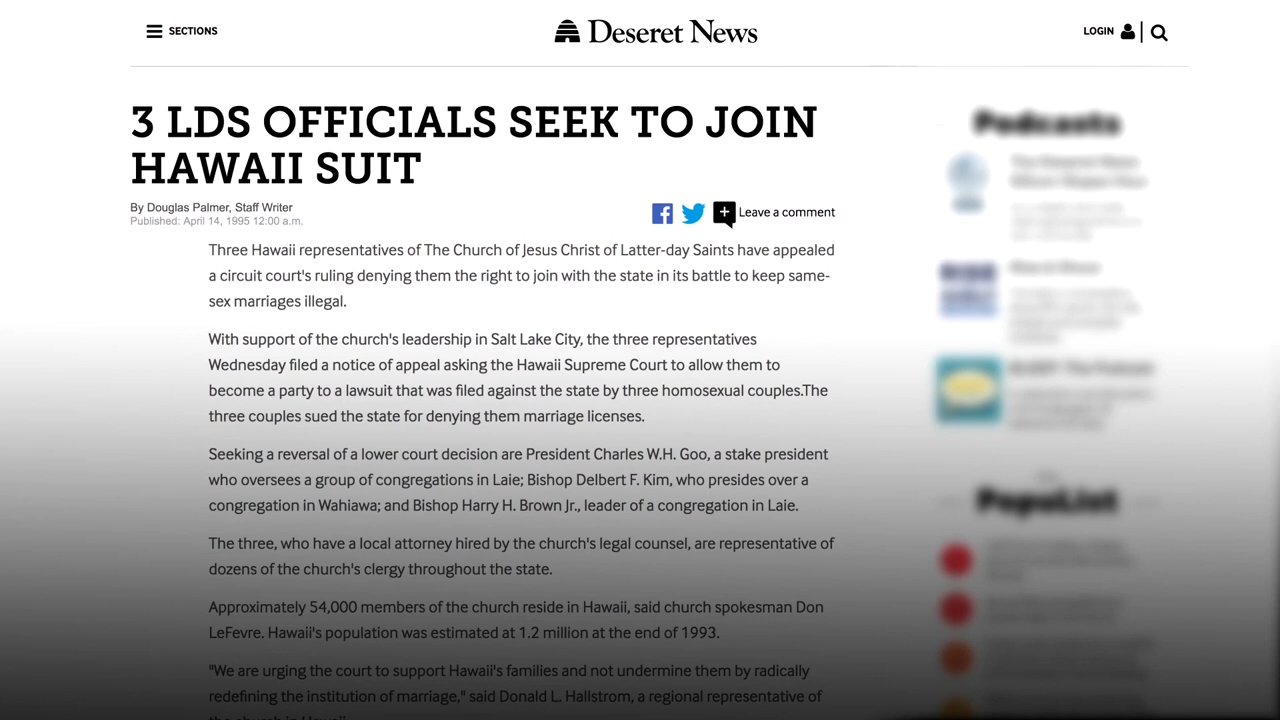 SECTIONS
Deseret News
LOGIN
3 LDS OFFICIALS SEEK TO JOIN
HAWAII SUIT
By Douglas Palmer, Staff Writer
Published: April 14, 1995 12:00 a.m.
Leave a comment
Three Hawaii representatives of The Church of Jesus Christ of Latter-day Saints have appealed
a circuit court's ruling denying them the right to join with the state in its battle to keep same-
sex marriages illegal.
With support of the church's leadership in Salt Lake City, the three representatives
Wednesday filed a notice of appeal asking the Hawaii Supreme Court to allow them to
become a party to a lawsuit that was filed against the state by three homosexual couples.The
three couples sued the state for denying them marriage licenses.
Seeking a reversal of a lower court decision are President Charles W.H. Goo, a stake president
who oversees a group of congregations in Laie; Bishop Delbert F. Kim, who presides over a
congregation in Wahiawa; and Bishop Harry H. Brown Jr., leader of a congregation in Laie.
The three, who have a local attorney hired by the church's legal counsel, are representative of
dozens of the church's clergy throughout the state.
Approximately 54,000 members of the church reside in Hawaii, said church spokesman Don
LeFevre. Hawaii's population was estimated at 1.2 million at the end of 1993.
"We are urging the court to support Hawaii's families and not undermine them by radically
redefining the institution of marriage," said Donald L. Hallstrom, a regional representative of
the church in Hawaii.
Podcasts
PopuList